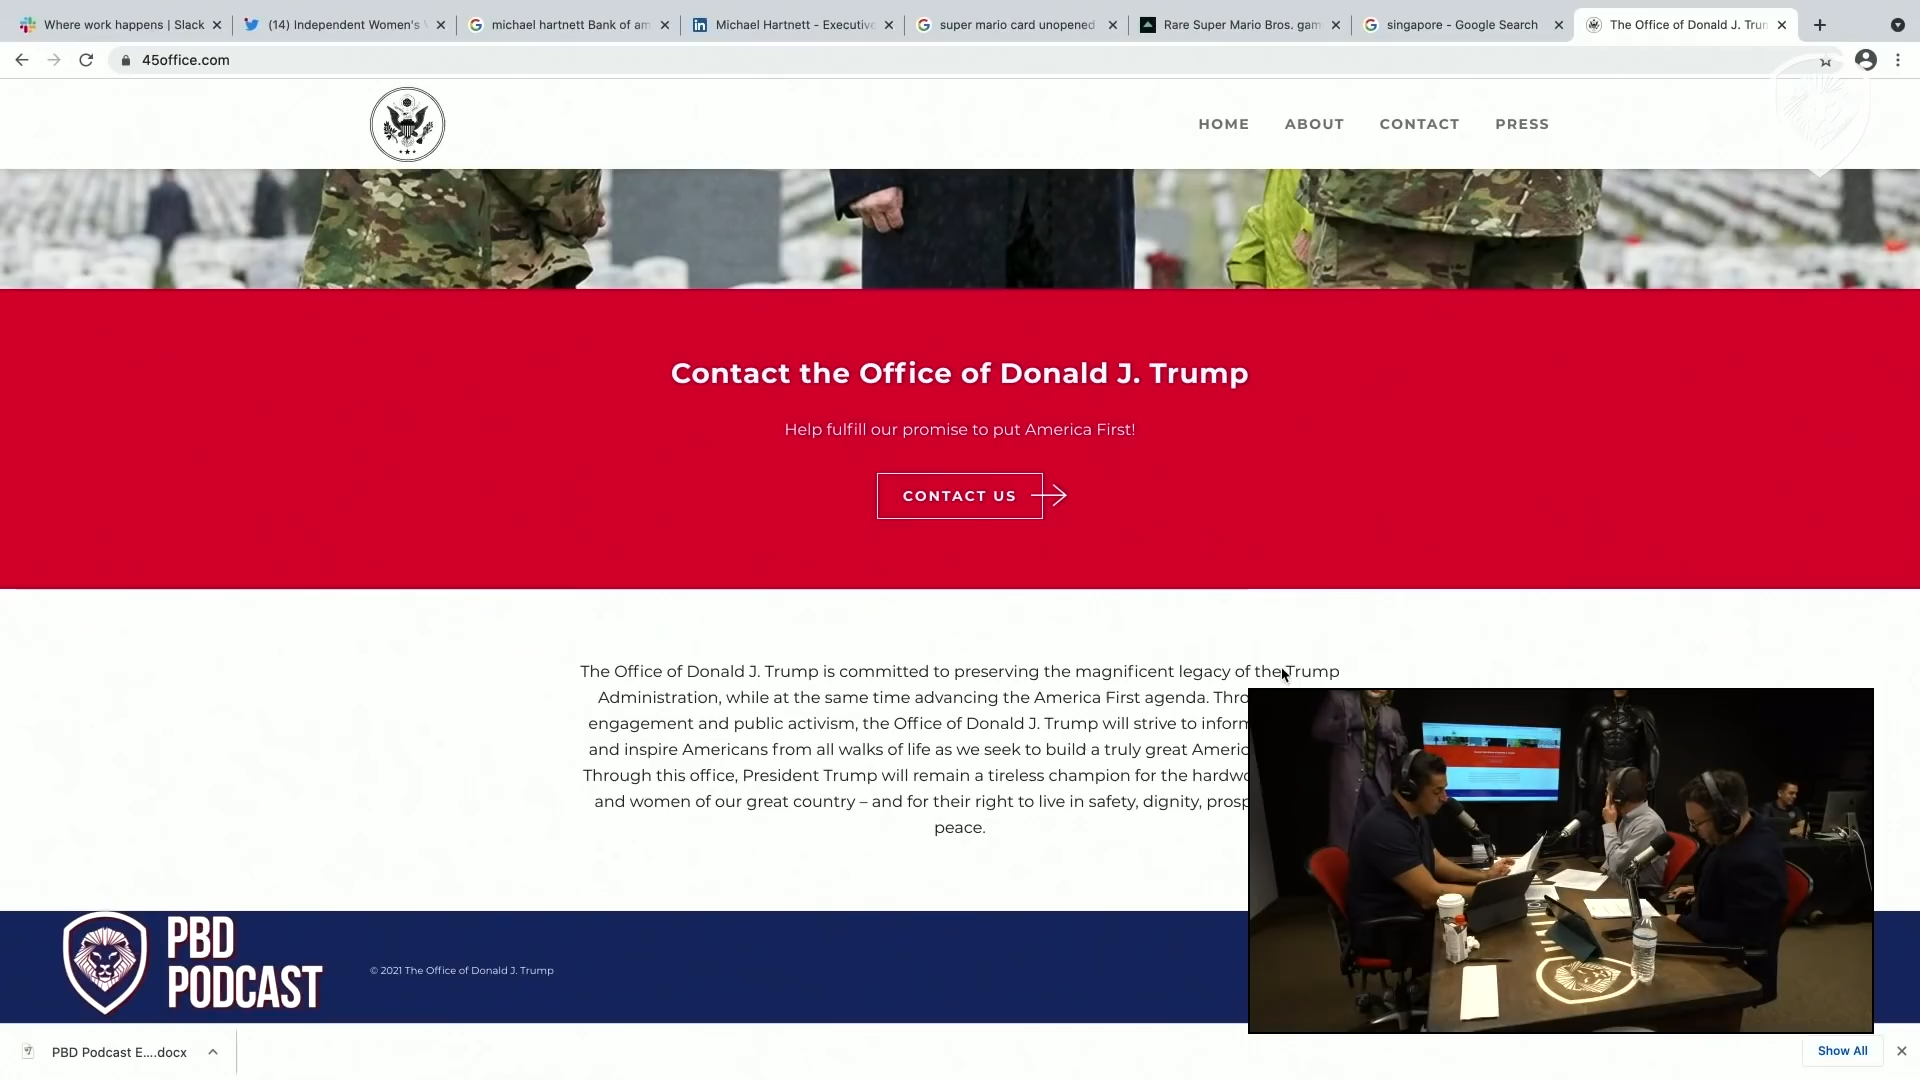 Where work happens | Slack
(14) Independent Women's
michael hartnett Bank of am
Michael Hartnett - Executive
super mario card unopened
Rare Super Mario Bros. gam
singapore - Google Search
The Office of Donald J. Trum
45office.com
HOME ABOUT CONTACT PRESS
Contact the Office of Donald J. Trump
Help fulfill our promise to put America First!
CONTACT US
The Office of Donald J. Trump is committed to preserving the magnificent legacy of the Trump
Administration, while at the same time advancing the America First agenda. Thro
engagement and public activism, the Office of Donald J. Trump will strive to inform
and inspire Americans from all walks of life as we seek to build a truly great Americ
Through this office, President Trump will remain a tireless champion for the hardwo
and women of our great country – and for their right to live in safety, dignity, prosp
peace.
PBD
PODCAST
© 2021 The Office of Donald J. Trump
PBD Podcast E....docx
Show All